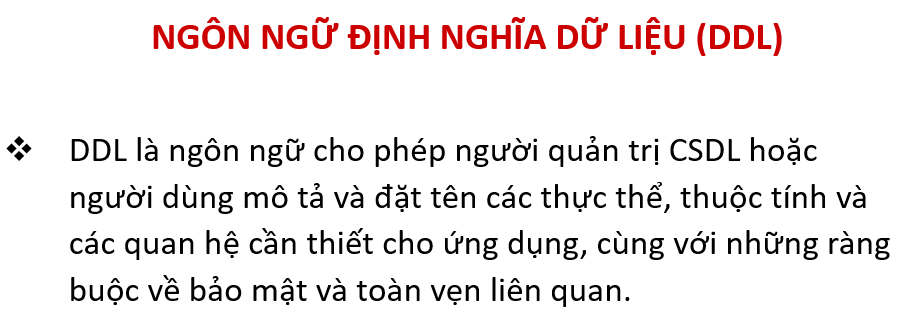 NGÔN NGỮ ĐỊNH NGHĨA DỮ LIỆU (DDL)
❖ DDL là ngôn ngữ cho phép người quản trị CSDL hoặc
người dùng mô tả và đặt tên các thực thể, thuộc tính và
các quan hệ cần thiết cho ứng dụng, cùng với những ràng
buộc về bảo mật và toàn vẹn liên quan.